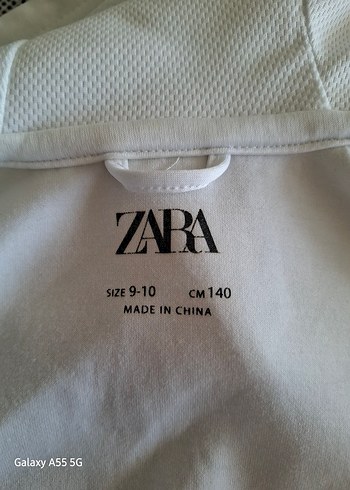 ZARA
SIZE 9-10 CM 140
MADE IN CHINA
Galaxy A55 5G